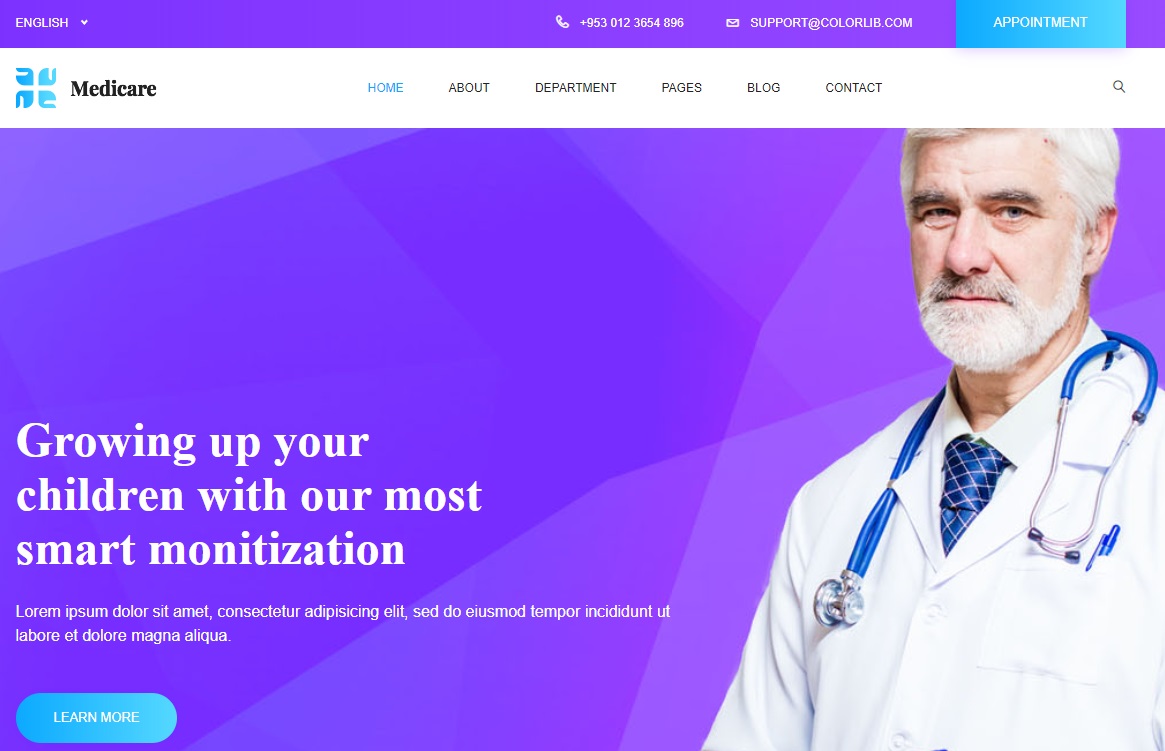 ENGLISH
+953 012 3654 896
SUPPORT@COLORLIB.COM
APPOINTMENT
Medicare
HOME
ABOUT
DEPARTMENT
PAGES
BLOG
CONTACT
Growing up your
children with our most
smart monitization
Lorem ipsum dolor sit amet, consectetur adipisicing elit, sed do eiusmod tempor incididunt ut
labore et dolore magna aliqua.
LEARN MORE